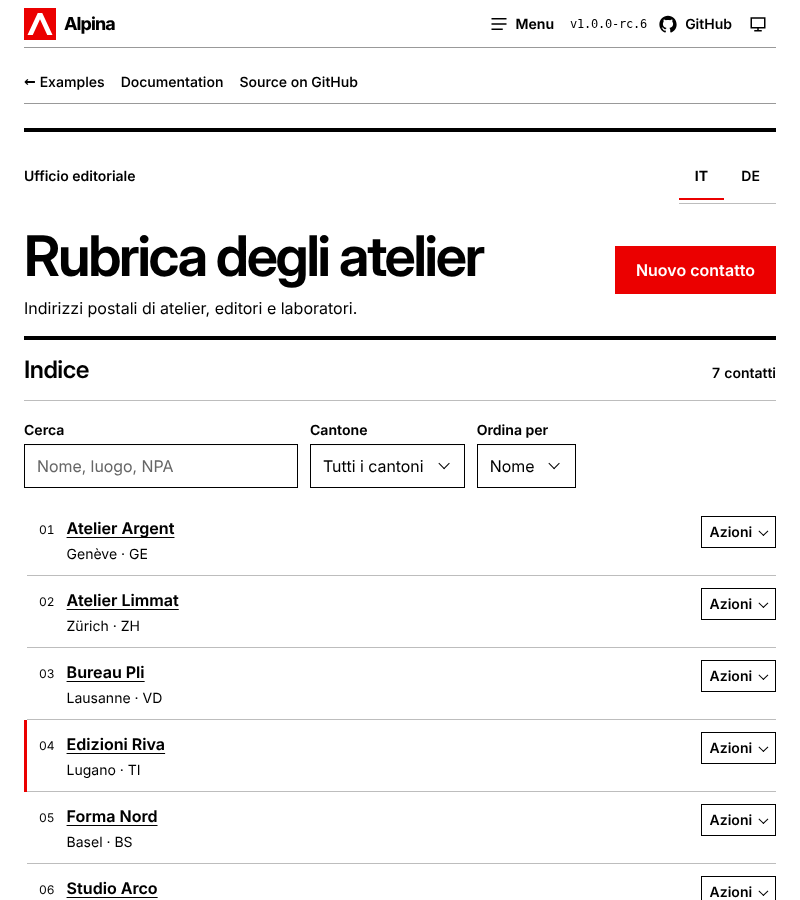 Alpina
Menu v1.0.0-rc.6 GitHub
← Examples Documentation Source on GitHub
Ufficio editoriale
IT DE
Rubrica degli atelier
Nuovo contatto
Indirizzi postali di atelier, editori e laboratori.
Indice
7 contatti
Cerca Cantone Ordina per
Nome, luogo, NPA Tutti i cantoni Nome
01 Atelier Argent Azioni
Genève · GE
02 Atelier Limmat Azioni
Zürich · ZH
03 Bureau Pli Azioni
Lausanne · VD
04 Edizioni Riva Azioni
Lugano · TI
05 Forma Nord Azioni
Basel · BS
06 Studio Arco Azioni